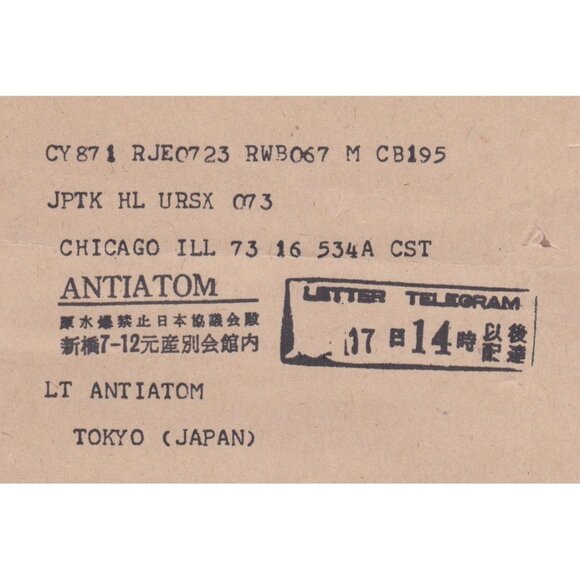 CY871 RJE0723 RWB067 M CB195
JPTK HL URSX 073
CHICAGO ILL 73 16 534A CST
ANTIATOM
原水爆禁止日本協議会殿
新橋7-12元産別会館内
LETTER TELEGRAM
17日14時以後配達
LT ANTIATOM
TOKYO (JAPAN)